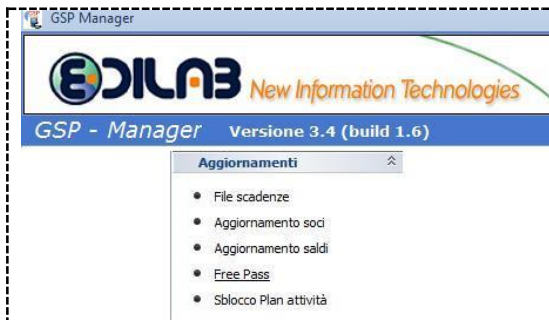 GSP Manager
EDILAB New Information Technologies
GSP - Manager Versione 3.4 (build 1.6)
Aggiornamenti
File scadenze
Aggiornamento soci
Aggiornamento saldi
Free Pass
Sblocco Plan attività